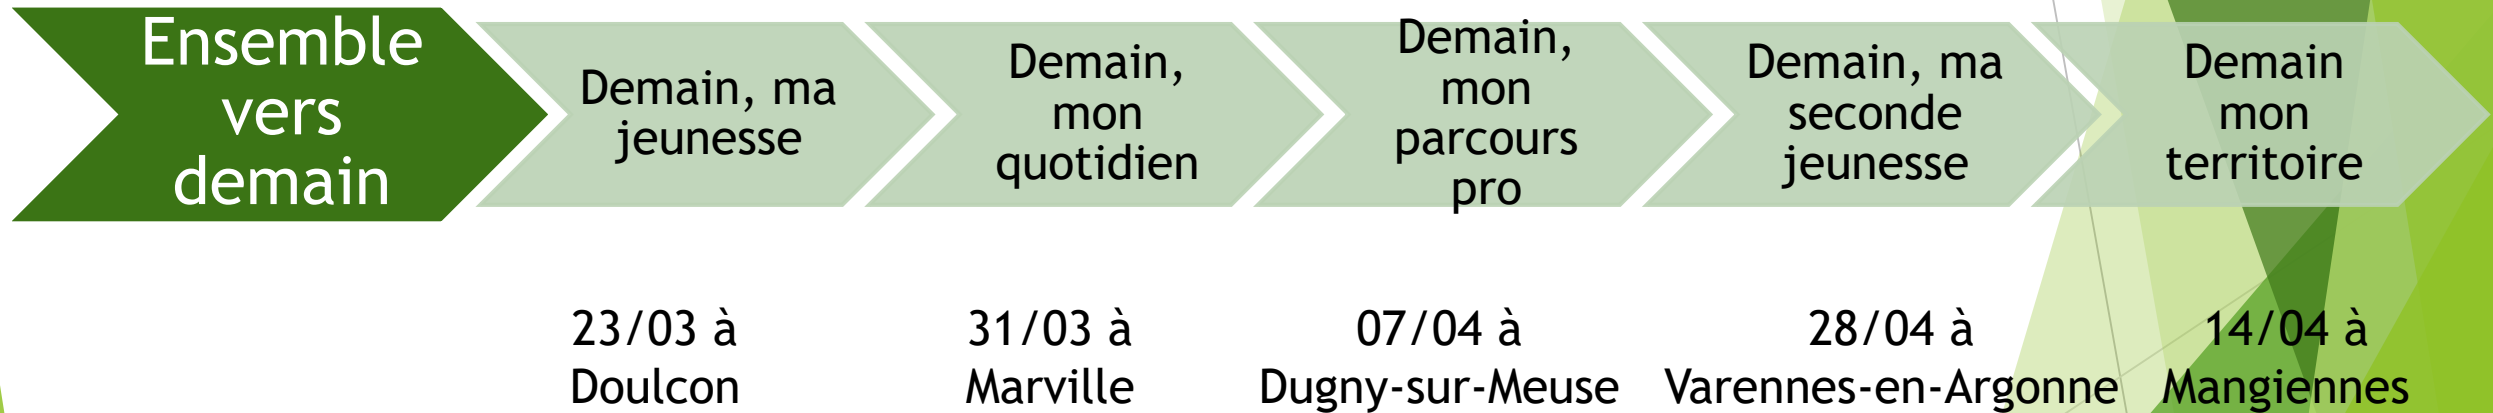 Ensemble
vers
demain
Demain, ma
jeunesse
Demain,
mon
quotidien
Demain,
mon
parcours
pro
Demain, ma
seconde
jeunesse
Demain
mon
territoire
23/03 à
Doulcon
31/03 à
Marville
07/04 à
Dugny-sur-Meuse
28/04 à
Varennes-en-Argonne
14/04 à
Mangiennes